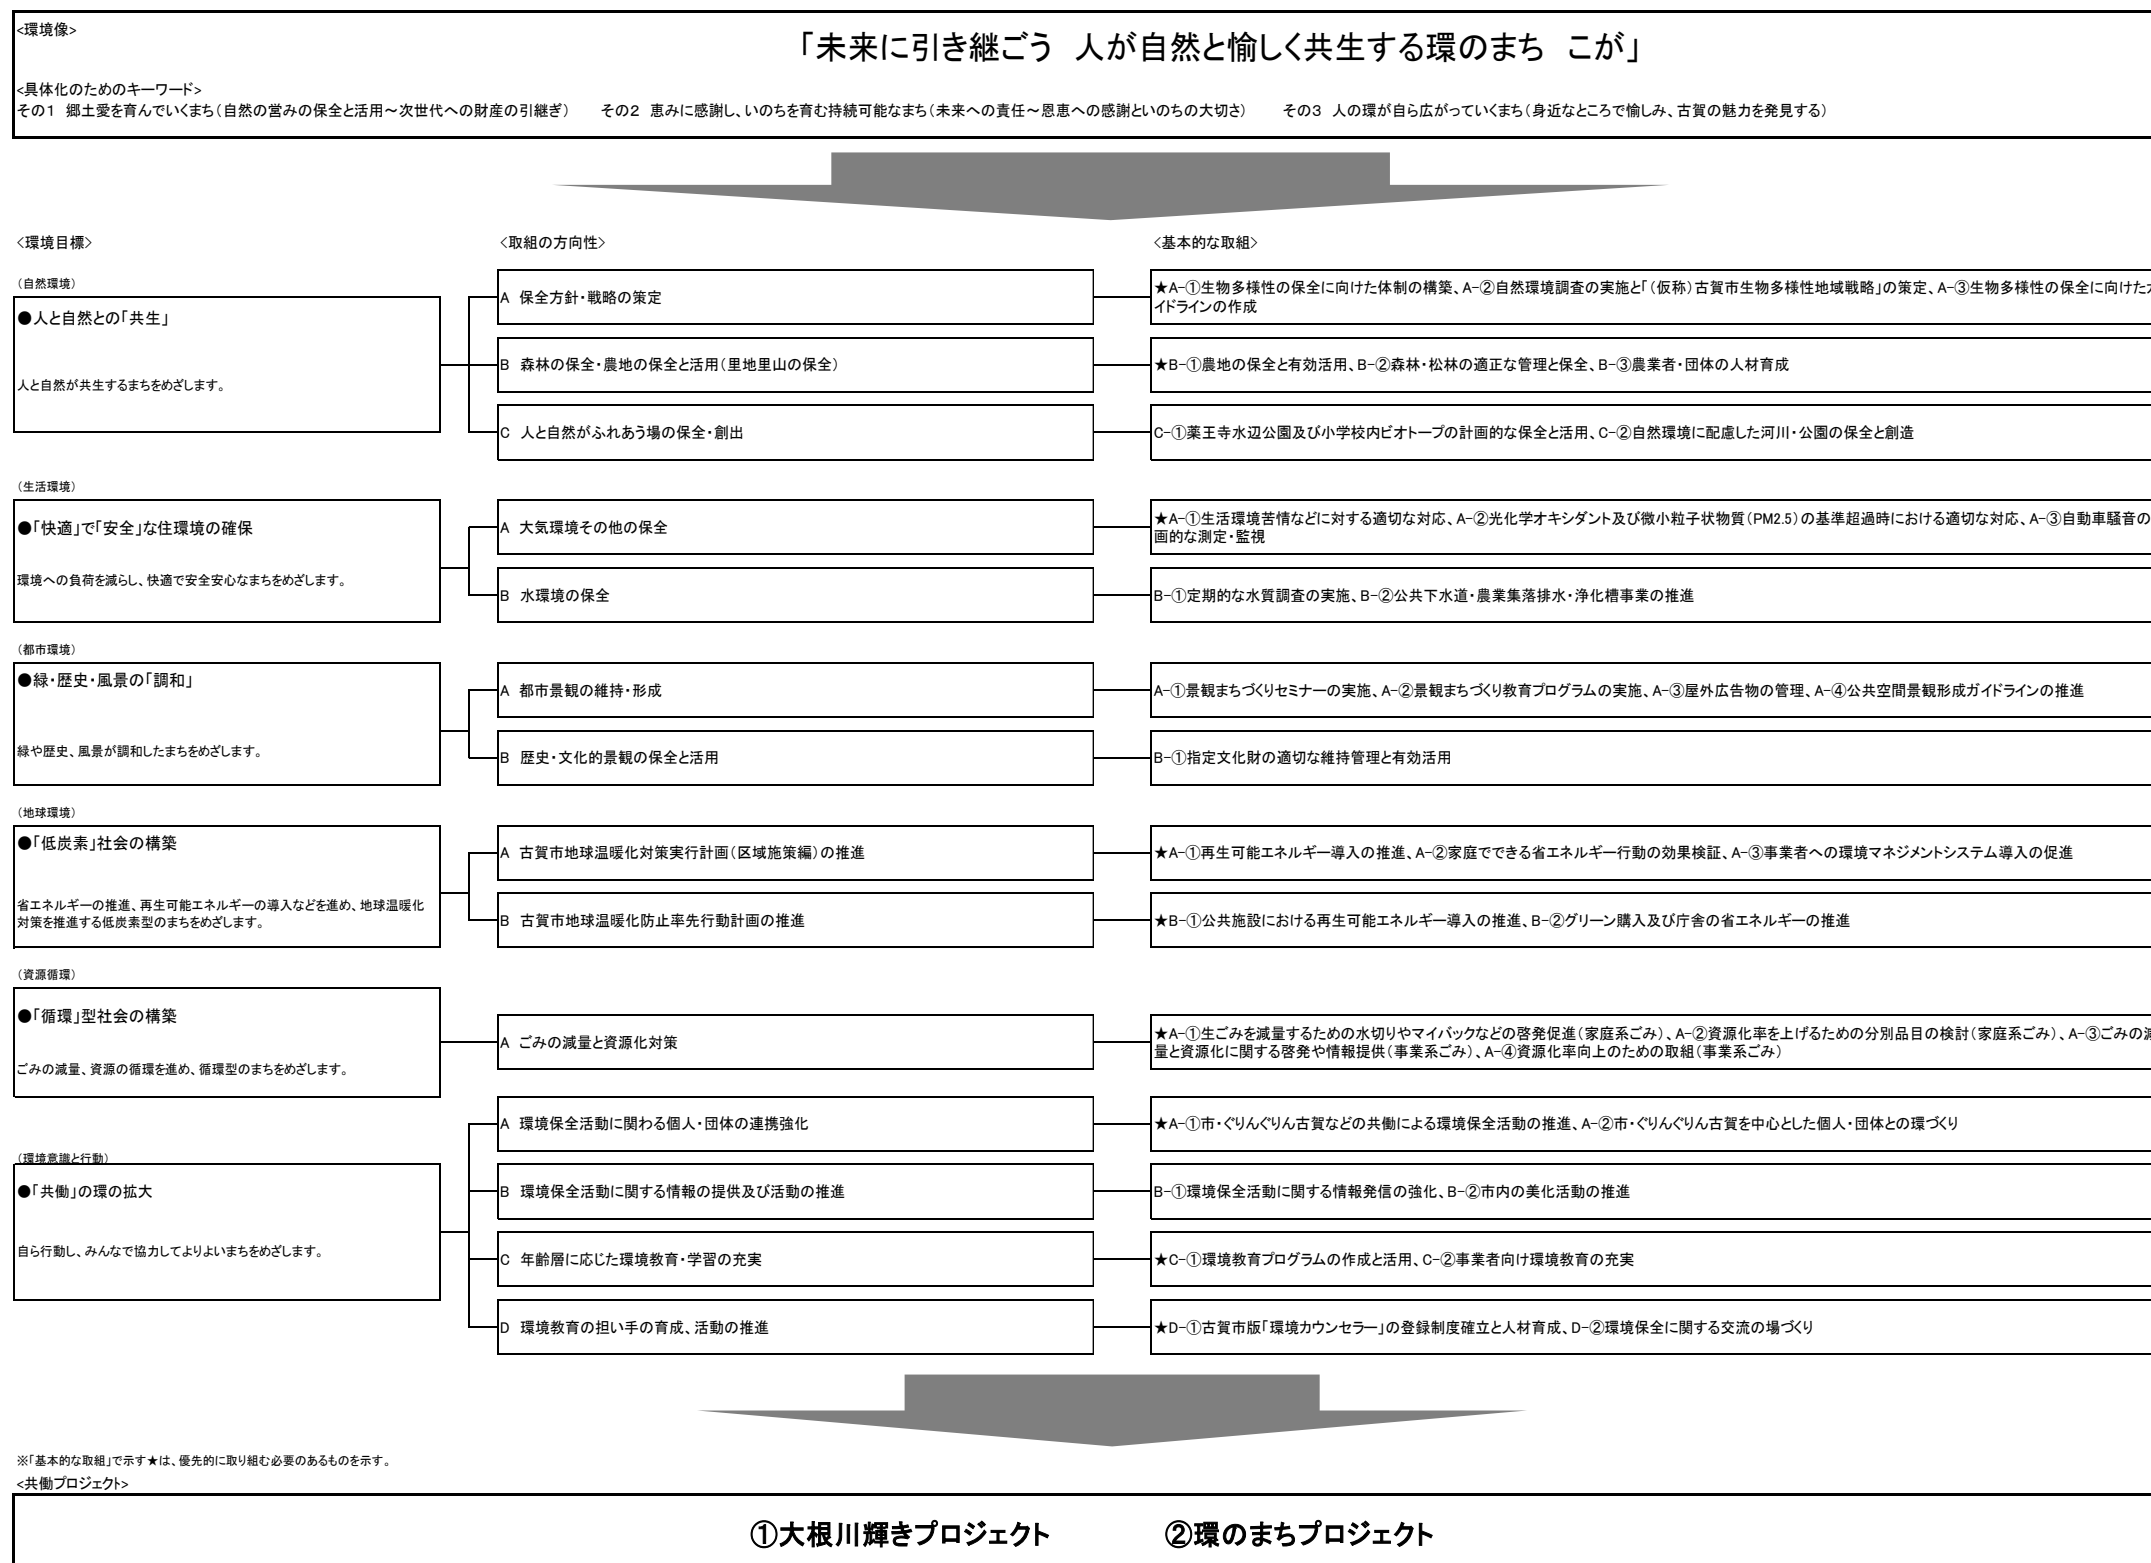 <環境像>
「未来に引き継ごう　人が自然と愉しく共生する環のまち　こが」
<具体化のためのキーワード>
その１　郷土愛を育んでいくまち（自然の営みの保全と活用～次世代への財産の引継ぎ）　　その２　恵みに感謝し、いのちを育む持続可能なまち（未来への責任～恩恵への感謝といのちの大切さ）　　その３　人の環が自ら広がっていくまち（身近なところで愉しみ、古賀の魅力を発見する）
<環境目標>
<取組の方向性>
<基本的な取組>
（自然環境）
●人と自然との「共生」
人と自然が共生するまちをめざします。
A　保全方針・戦略の策定
★A-①生物多様性の保全に向けた体制の構築、A-②自然環境調査の実施と「（仮称）古賀市生物多様性地域戦略」の策定、A-③生物多様性の保全に向けた
イドラインの作成
B　森林の保全・農地の保全と活用（里地里山の保全）
★B-①農地の保全と有効活用、B-②森林・松林の適正な管理と保全、B-③農業者・団体の人材育成
C　人と自然がふれあう場の保全・創出
C-①薬王寺水辺公園及び小学校内ビオトープの計画的な保全と活用、C-②自然環境に配慮した河川・公園の保全と創造
（生活環境）
●「快適」で「安全」な住環境の確保
環境への負荷を減らし、快適で安全安心なまちをめざします。
A　大気環境その他の保全
★A-①生活環境苦情などに対する適切な対応、A-②光化学オキシダント及び微小粒子状物質（PM2.5）の基準超過時における適切な対応、A-③自動車騒音の
画的な測定・監視
B　水環境の保全
B-①定期的な水質調査の実施、B-②公共下水道・農業集落排水・浄化槽事業の推進
（都市環境）
●緑・歴史・風景の「調和」
緑や歴史、風景が調和したまちをめざします。
A　都市景観の維持・形成
A-①景観まちづくりセミナーの実施、A-②景観まちづくり教育プログラムの実施、A-③屋外広告物の管理、A-④公共空間景観形成ガイドラインの推進
B　歴史・文化的景観の保全と活用
B-①指定文化財の適切な維持管理と有効活用
（地球環境）
●「低炭素」社会の構築
省エネルギーの推進、再生可能エネルギーの導入などを進め、地球温暖化
対策を推進する低炭素型のまちをめざします。
A　古賀市地球温暖化対策実行計画（区域施策編）の推進
★A-①再生可能エネルギー導入の推進、A-②家庭でできる省エネルギー行動の効果検証、A-③事業者への環境マネジメントシステム導入の促進
B　古賀市地球温暖化防止率先行動計画の推進
★B-①公共施設における再生可能エネルギー導入の推進、B-②グリーン購入及び庁舎の省エネルギーの推進
（資源循環）
●「循環」型社会の構築
ごみの減量、資源の循環を進め、循環型のまちをめざします。
A　ごみの減量と資源化対策
★A-①生ごみを減量するための水切りやマイバックなどの啓発促進（家庭系ごみ）、A-②資源化率を上げるための分別品目の検討（家庭系ごみ）、A-③ごみの減
量と資源化に関する啓発や情報提供（事業系ごみ）、A-④資源化率向上のための取組（事業系ごみ）
（環境意識と行動）
●「共働」の環の拡大
自ら行動し、みんなで協力してよりよいまちをめざします。
A　環境保全活動に関わる個人・団体の連携強化
★A-①市・ぐりんぐりん古賀などの共働による環境保全活動の推進、A-②市・ぐりんぐりん古賀を中心とした個人・団体との環づくり
B　環境保全活動に関する情報の提供及び活動の推進
B-①環境保全活動に関する情報発信の強化、B-②市内の美化活動の推進
C　年齢層に応じた環境教育・学習の充実
★C-①環境教育プログラムの作成と活用、C-②事業者向け環境教育の充実
D　環境教育の担い手の育成、活動の推進
★D-①古賀市版「環境カウンセラー」の登録制度確立と人材育成、D-②環境保全に関する交流の場づくり
※「基本的な取組」で示す★は、優先的に取り組む必要のあるものを示す。
<共働プロジェクト>
①大根川輝きプロジェクト　　　②環のまちプロジェクト